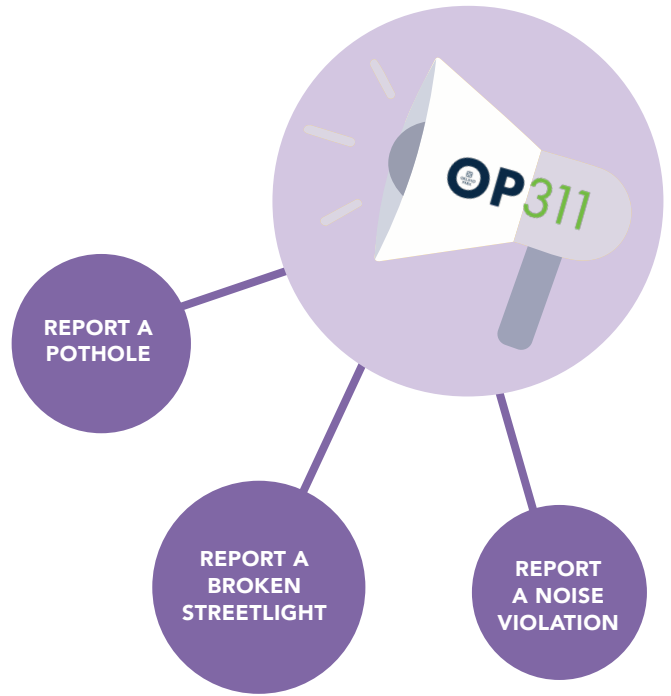 OP311
REPORT A
POTHOLE
REPORT A
BROKEN
STREETLIGHT
REPORT
A NOISE
VIOLATION